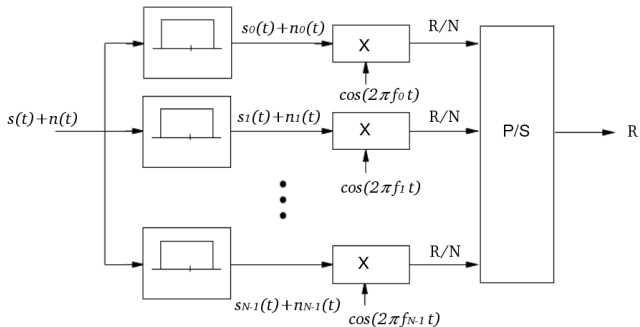 s₀(t)+n₀(t)
X
R/N
cos(2πf₀ t)
s(t)+n(t)
s₁(t)+n₁(t)
X
R/N
P/S
R
cos(2πf₁ t)
X
R/N
sN-1(t)+nN-1(t)
cos(2πfN-1 t)